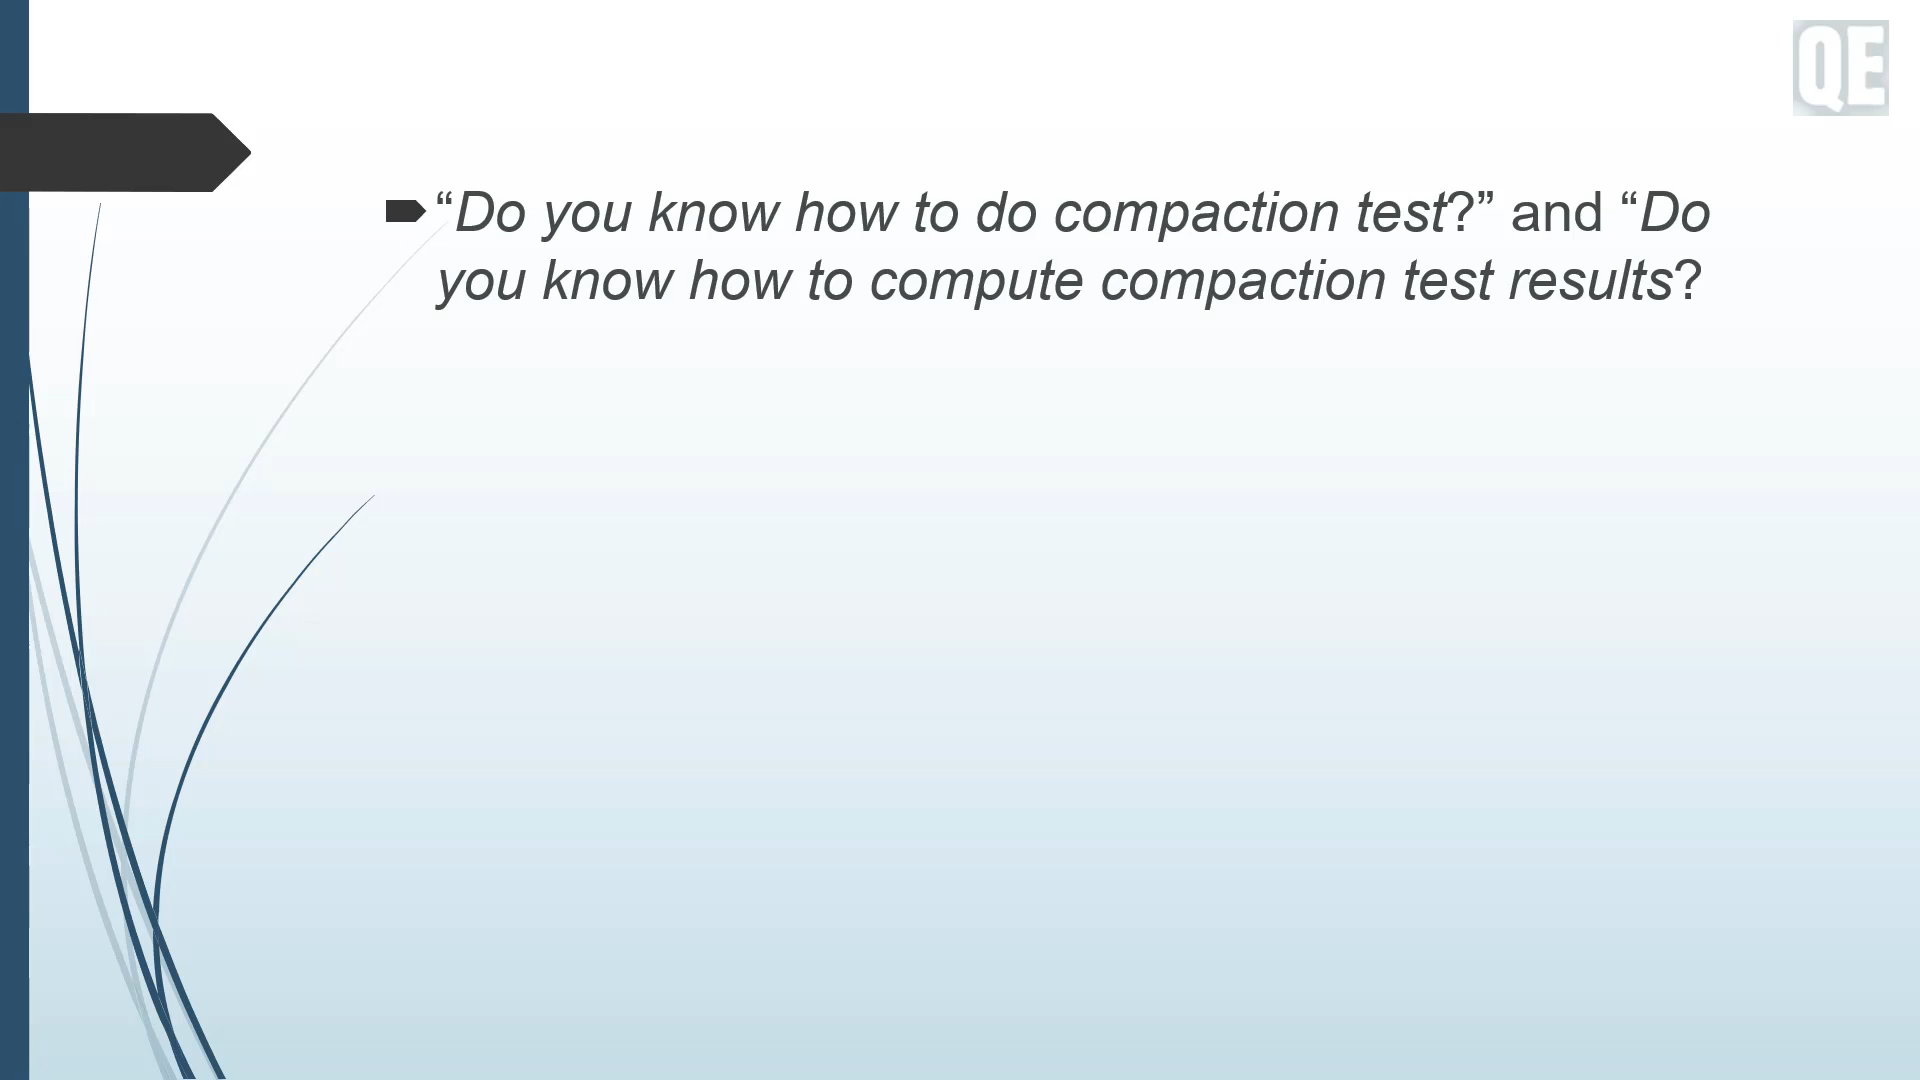 QE
“Do you know how to do compaction test?” and “Do
you know how to compute compaction test results?